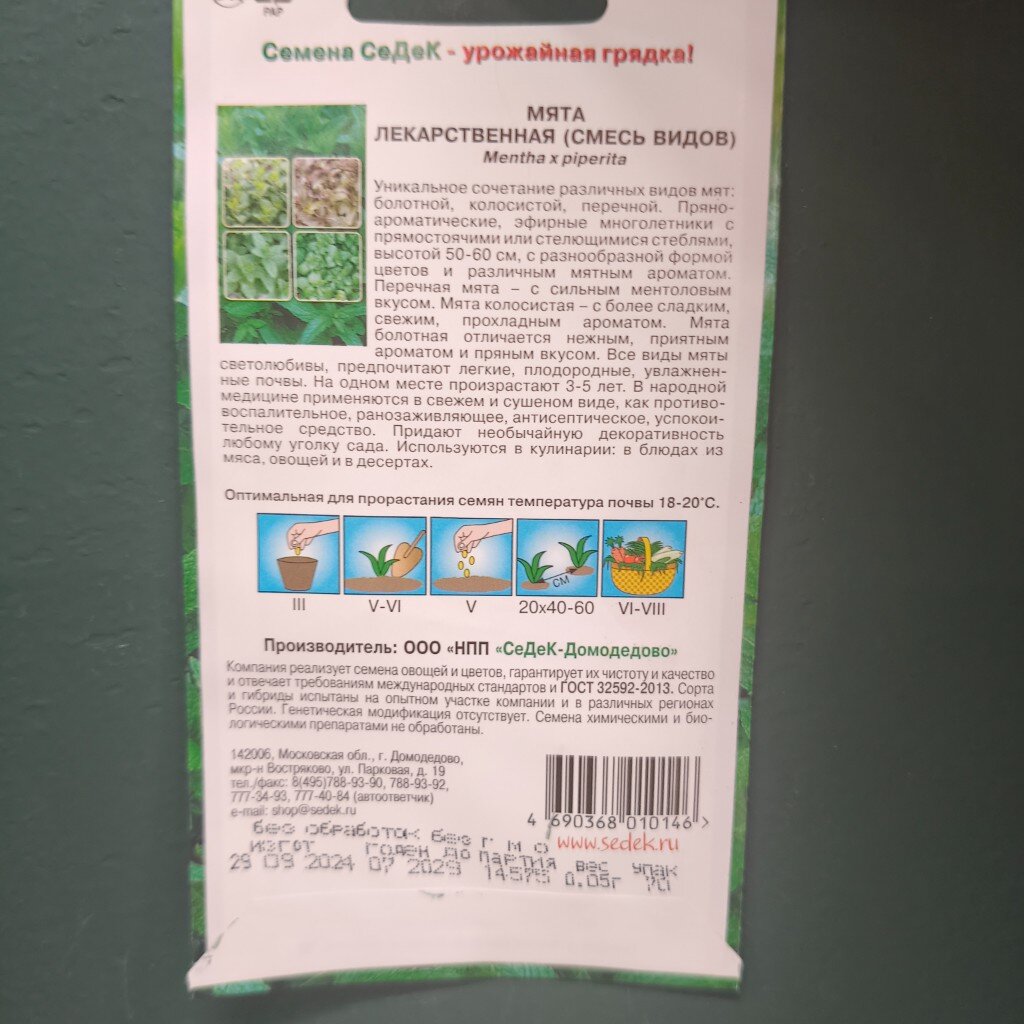 PAP
Семена СеДеК - урожайная грядка!
МЯТА
ЛЕКАРСТВЕННАЯ (СМЕСЬ ВИДОВ)
Mentha x piperita
Уникальное сочетание различных видов мят:
болотной, колосистой, перечной. Пряно-
ароматические, эфирные многолетники с
прямостоячими или стелющимися стеблями,
высотой 50-60 см, с разнообразной формой
цветов и различным мятным ароматом.
Перечная мята – с сильным ментоловым
вкусом. Мята колосистая – с более сладким,
свежим, прохладным ароматом. Мята
болотная отличается нежным, приятным
ароматом и пряным вкусом. Все виды мяты
светолюбивы, предпочитают легкие, плодородные, увлажнен-
ные почвы. На одном месте произрастают 3-5 лет. В народной
медицине применяются в свежем и сушеном виде, как противо-
воспалительное, ранозаживляющее, антисептическое, успокои-
тельное средство. Придают необычайную декоративность
любому уголку сада. Используются в кулинарии: в блюдах из
мяса, овощей и в десертах.
Оптимальная для прорастания семян температура почвы 18-20°С.
СМ
III V-VI V 20x40-60 VI-VIII
Производитель: ООО «НПП «СеДеК-Домодедово»
Компания реализует семена овощей и цветов, гарантирует их чистоту и качество
и отвечает требованиям международных стандартов и ГОСТ 32592-2013. Сорта
и гибриды испытаны на опытном участке компании и в различных регионах
России. Генетическая модификация отсутствует. Семена химическими и био-
логическими препаратами не обработаны.
142006, Московская обл., г. Домодедово,
мкр-н Востряково, ул. Парковая, д. 19
тел./факс: 8(495)788-93-90, 788-93-92,
777-34-93, 777-40-84 (автоответчик)
e-mail: shop@sedek.ru
4 690368 010146 >
www.sedek.ru
без обработок без г м о
изгот годен до партия вес упак
29 09 2024 07 2029 14575 0.05г 70